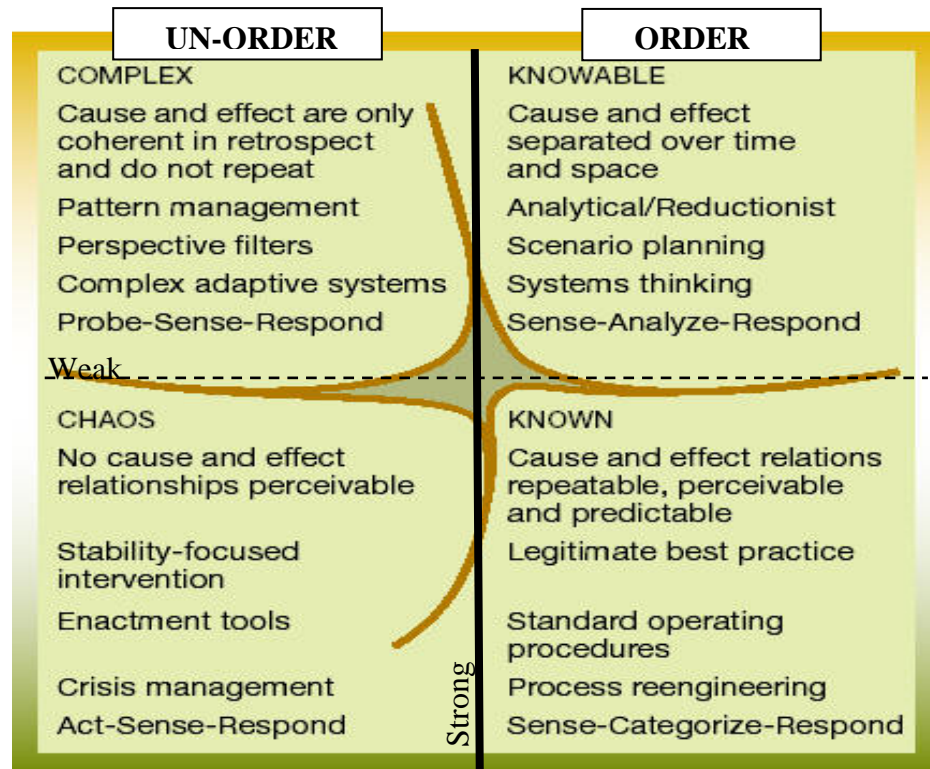 UN-ORDER
ORDER
COMPLEX
Cause and effect are only
coherent in retrospect
and do not repeat
Pattern management
Perspective filters
Complex adaptive systems
Probe-Sense-Respond
KNOWABLE
Cause and effect
separated over time
and space
Analytical/Reductionist
Scenario planning
Systems thinking
Sense-Analyze-Respond
Weak
CHAOS
No cause and effect
relationships perceivable
Stability-focused
intervention
Enactment tools
Crisis management
Act-Sense-Respond
Strong
KNOWN
Cause and effect relations
repeatable, perceivable
and predictable
Legitimate best practice
Standard operating
procedures
Process reengineering
Sense-Categorize-Respond